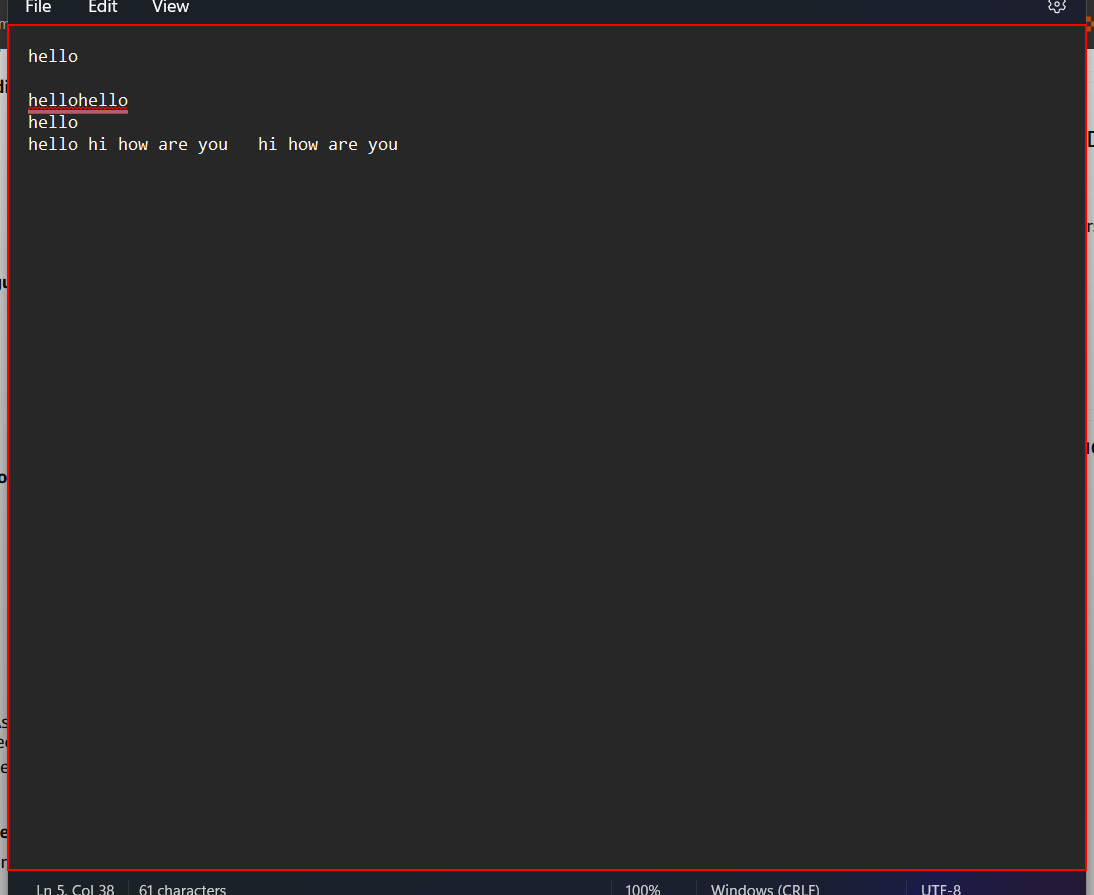 File Edit View
hello

hellohello
hello
hello hi how are you   hi how are you
Ln 5, Col 38 61 characters 100% Windows (CRLF) UTF-8